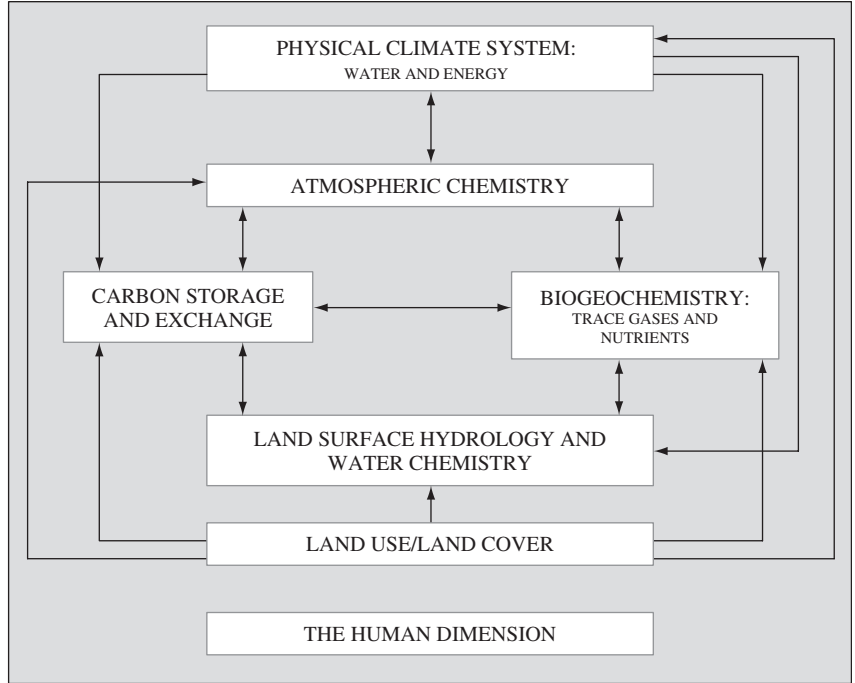 PHYSICAL CLIMATE SYSTEM:
WATER AND ENERGY
ATMOSPHERIC CHEMISTRY
CARBON STORAGE
AND EXCHANGE
BIOGEOCHEMISTRY:
TRACE GASES AND
NUTRIENTS
LAND SURFACE HYDROLOGY AND
WATER CHEMISTRY
LAND USE/LAND COVER
THE HUMAN DIMENSION